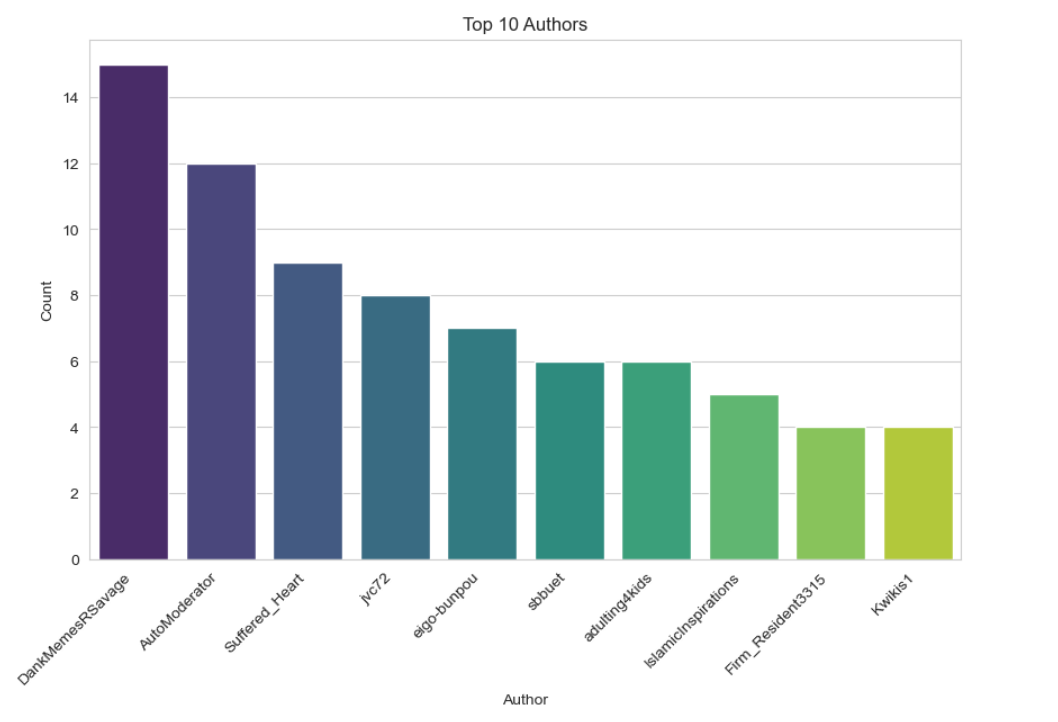 Top 10 Authors
Count
14
12
10
8
6
4
2
0
DankMemesRSavage
AutoModerator
Suffered_Heart
jvc72
eigo-bunpou
sbbuet
adulting4kids
IslamicInspirations
Firm_Resident3315
Kwikis1
Author